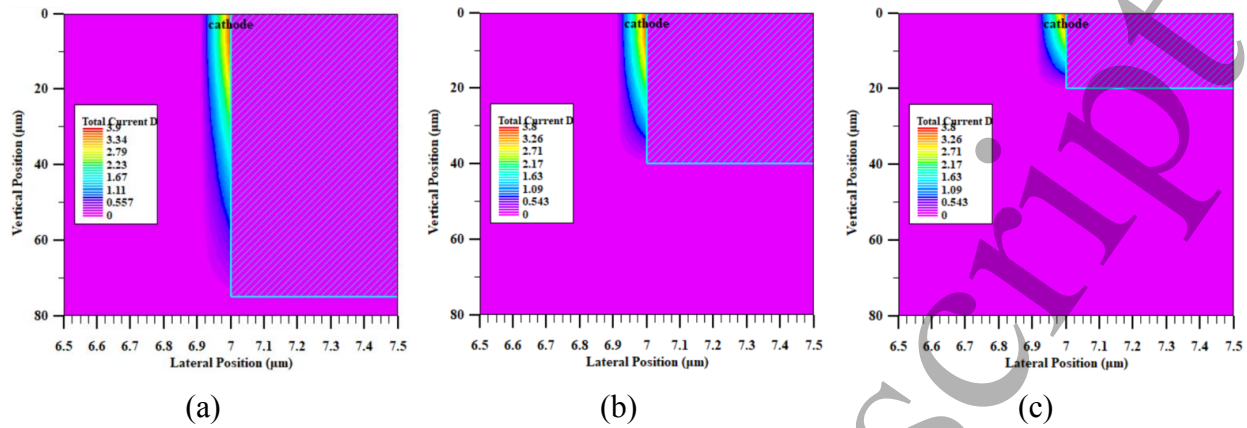 0
20
40
60
80
Vertical Position (μm)
cathode
Total Current D
3.9
3.34
2.79
2.23
1.67
1.11
0.557
0
6.5 6.6 6.7 6.8 6.9 7 7.1 7.2 7.3 7.4 7.5
Lateral Position (μm)
(a)
0
20
40
60
80
Vertical Position (μm)
cathode
Total Current D
3.8
3.26
2.71
2.17
1.63
1.09
0.543
0
6.5 6.6 6.7 6.8 6.9 7 7.1 7.2 7.3 7.4 7.5
Lateral Position (μm)
(b)
0
20
40
60
80
Vertical Position (μm)
cathode
Total Current D
3.8
3.26
2.71
2.17
1.63
1.09
0.543
0
6.5 6.6 6.7 6.8 6.9 7 7.1 7.2 7.3 7.4 7.5
Lateral Position (μm)
(c)
script